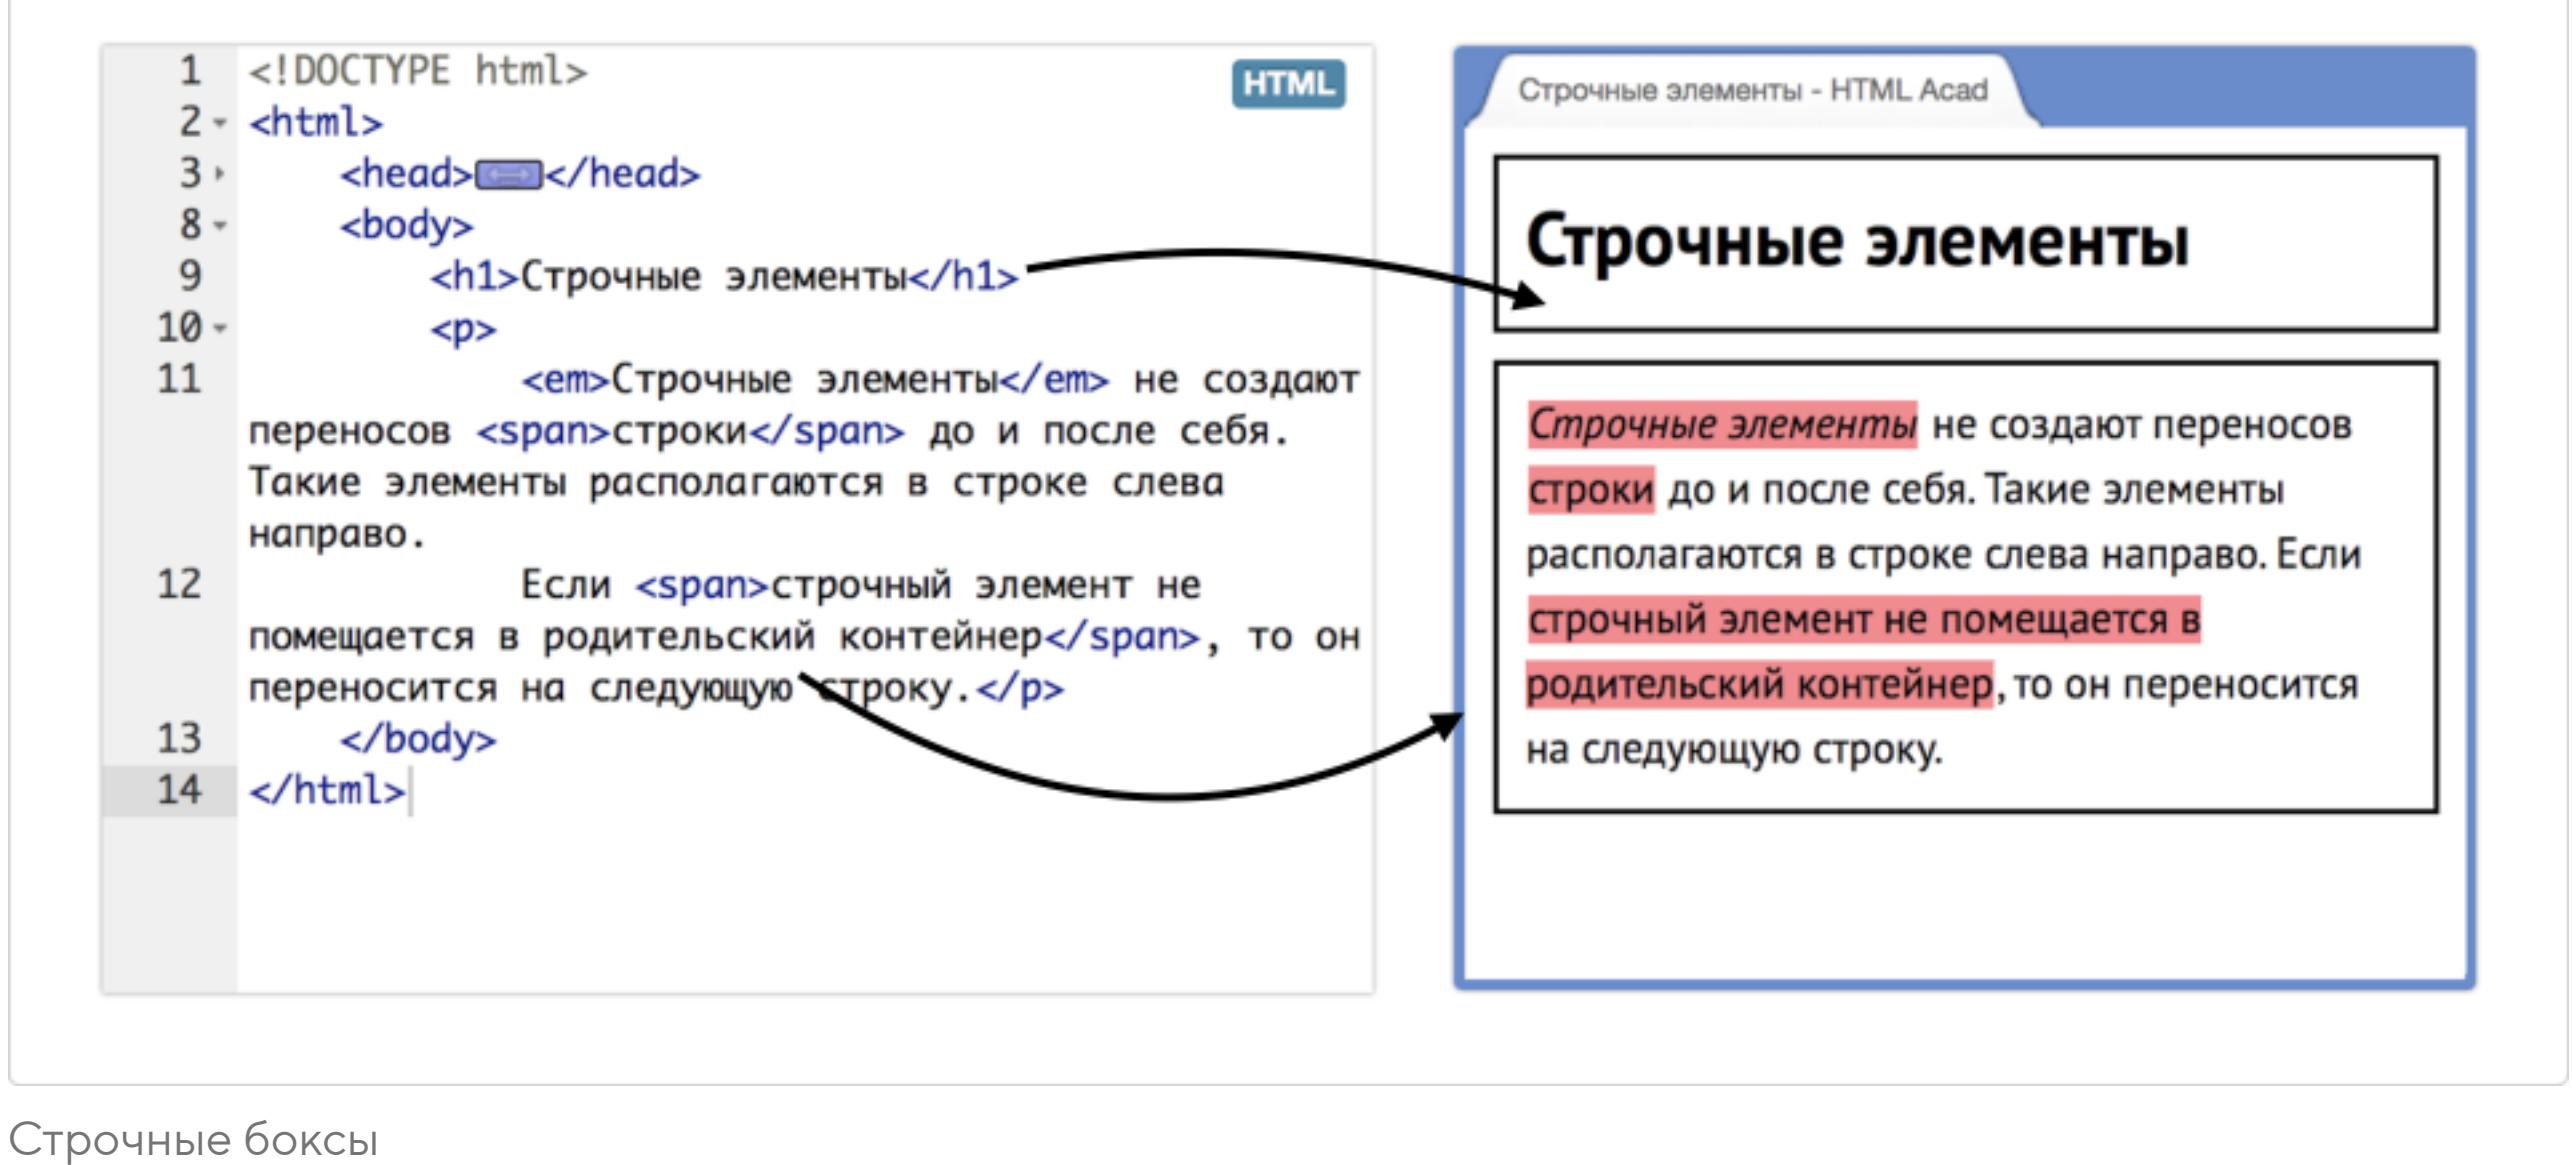 1 <!DOCTYPE html>
HTML
2 <html>
3 <head></head>
8 <body>
9 <h1>Строчные элементы</h1>
10 <p>
11 <em>Строчные элементы</em> не создают
переносов <span>строки</span> до и после себя.
Такие элементы располагаются в строке слева
направо.
12 Если <span>строчный элемент не
помещается в родительский контейнер</span>, то он
переносится на следующую строку.</p>
13 </body>
14 </html>
Строчные элементы - HTML Acad
Строчные элементы
Строчные элементы не создают переносов
строки до и после себя. Такие элементы
располагаются в строке слева направо. Если
строчный элемент не помещается в
родительский контейнер, то он переносится
на следующую строку.
Строчные боксы